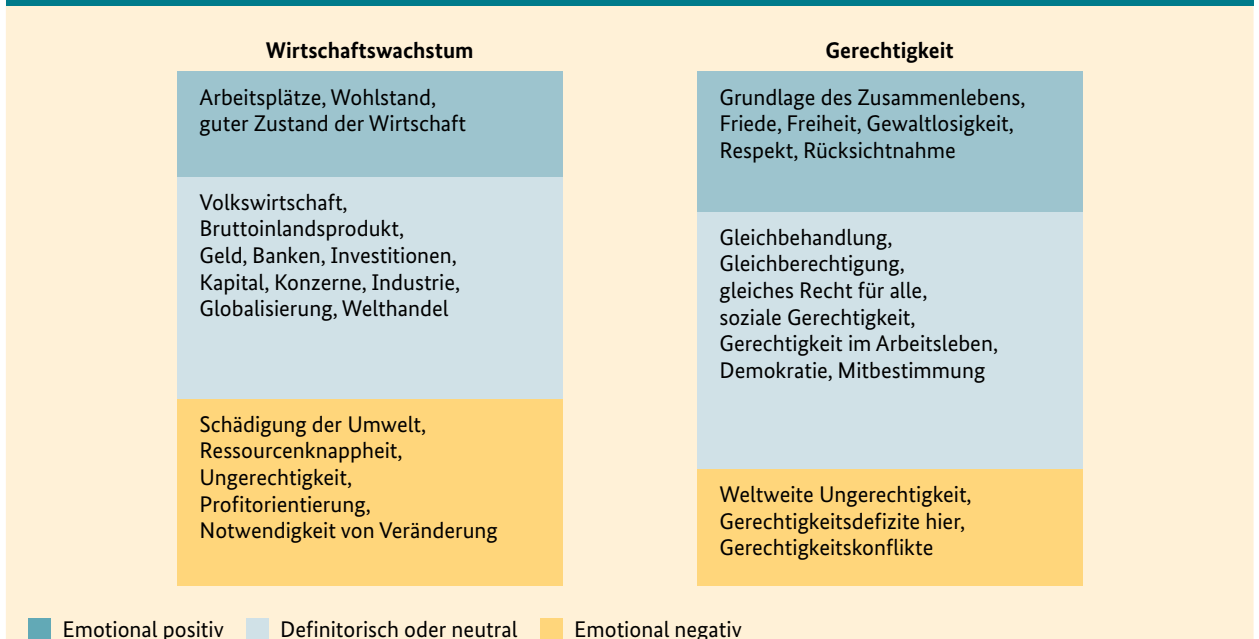 Wirtschaftswachstum
Arbeitsplätze, Wohlstand,
guter Zustand der Wirtschaft
Volkswirtschaft,
Bruttoinlandsprodukt,
Geld, Banken, Investitionen,
Kapital, Konzerne, Industrie,
Globalisierung, Welthandel
Schädigung der Umwelt,
Ressourcenknappheit,
Ungerechtigkeit,
Profitorientierung,
Notwendigkeit von Veränderung
Gerechtigkeit
Grundlage des Zusammenlebens,
Friede, Freiheit, Gewaltlosigkeit,
Respekt, Rücksichtnahme
Gleichbehandlung,
Gleichberechtigung,
gleiches Recht für alle,
soziale Gerechtigkeit,
Gerechtigkeit im Arbeitsleben,
Demokratie, Mitbestimmung
Weltweite Ungerechtigkeit,
Gerechtigkeitsdefizite hier,
Gerechtigkeitskonflikte
Emotional positiv Definitorisch oder neutral Emotional negativ